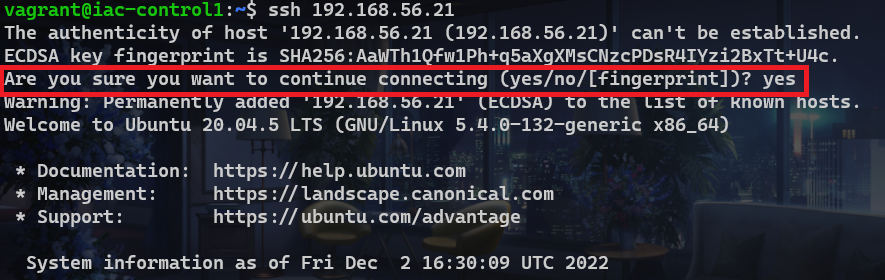 vagrant@iac-control1:~$ ssh 192.168.56.21
The authenticity of host '192.168.56.21 (192.168.56.21)' can't be established.
ECDSA key fingerprint is SHA256:AaWTh1Qfw1Ph+q5aXgXMsCNzcPDsR4IYzi2BxTt+U4c.
Are you sure you want to continue connecting (yes/no/[fingerprint])? yes
Warning: Permanently added '192.168.56.21' (ECDSA) to the list of known hosts.
Welcome to Ubuntu 20.04.5 LTS (GNU/Linux 5.4.0-132-generic x86_64)
* Documentation: https://help.ubuntu.com
* Management: https://landscape.canonical.com
* Support: https://ubuntu.com/advantage
System information as of Fri Dec 2 16:30:09 UTC 2022